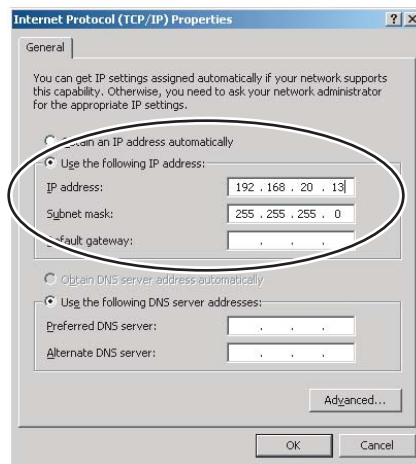 Internet Protocol (TCP/IP) Properties
General
You can get IP settings assigned automatically if your network supports
this capability. Otherwise, you need to ask your network administrator
for the appropriate IP settings.
Obtain an IP address automatically
Use the following IP address:
IP address: 192 . 168 . 20 . 13
Subnet mask: 255 . 255 . 255 . 0
Default gateway: . . .
Obtain DNS server address automatically
Use the following DNS server addresses:
Preferred DNS server: . . .
Alternate DNS server: . . .
Advanced...
OK Cancel